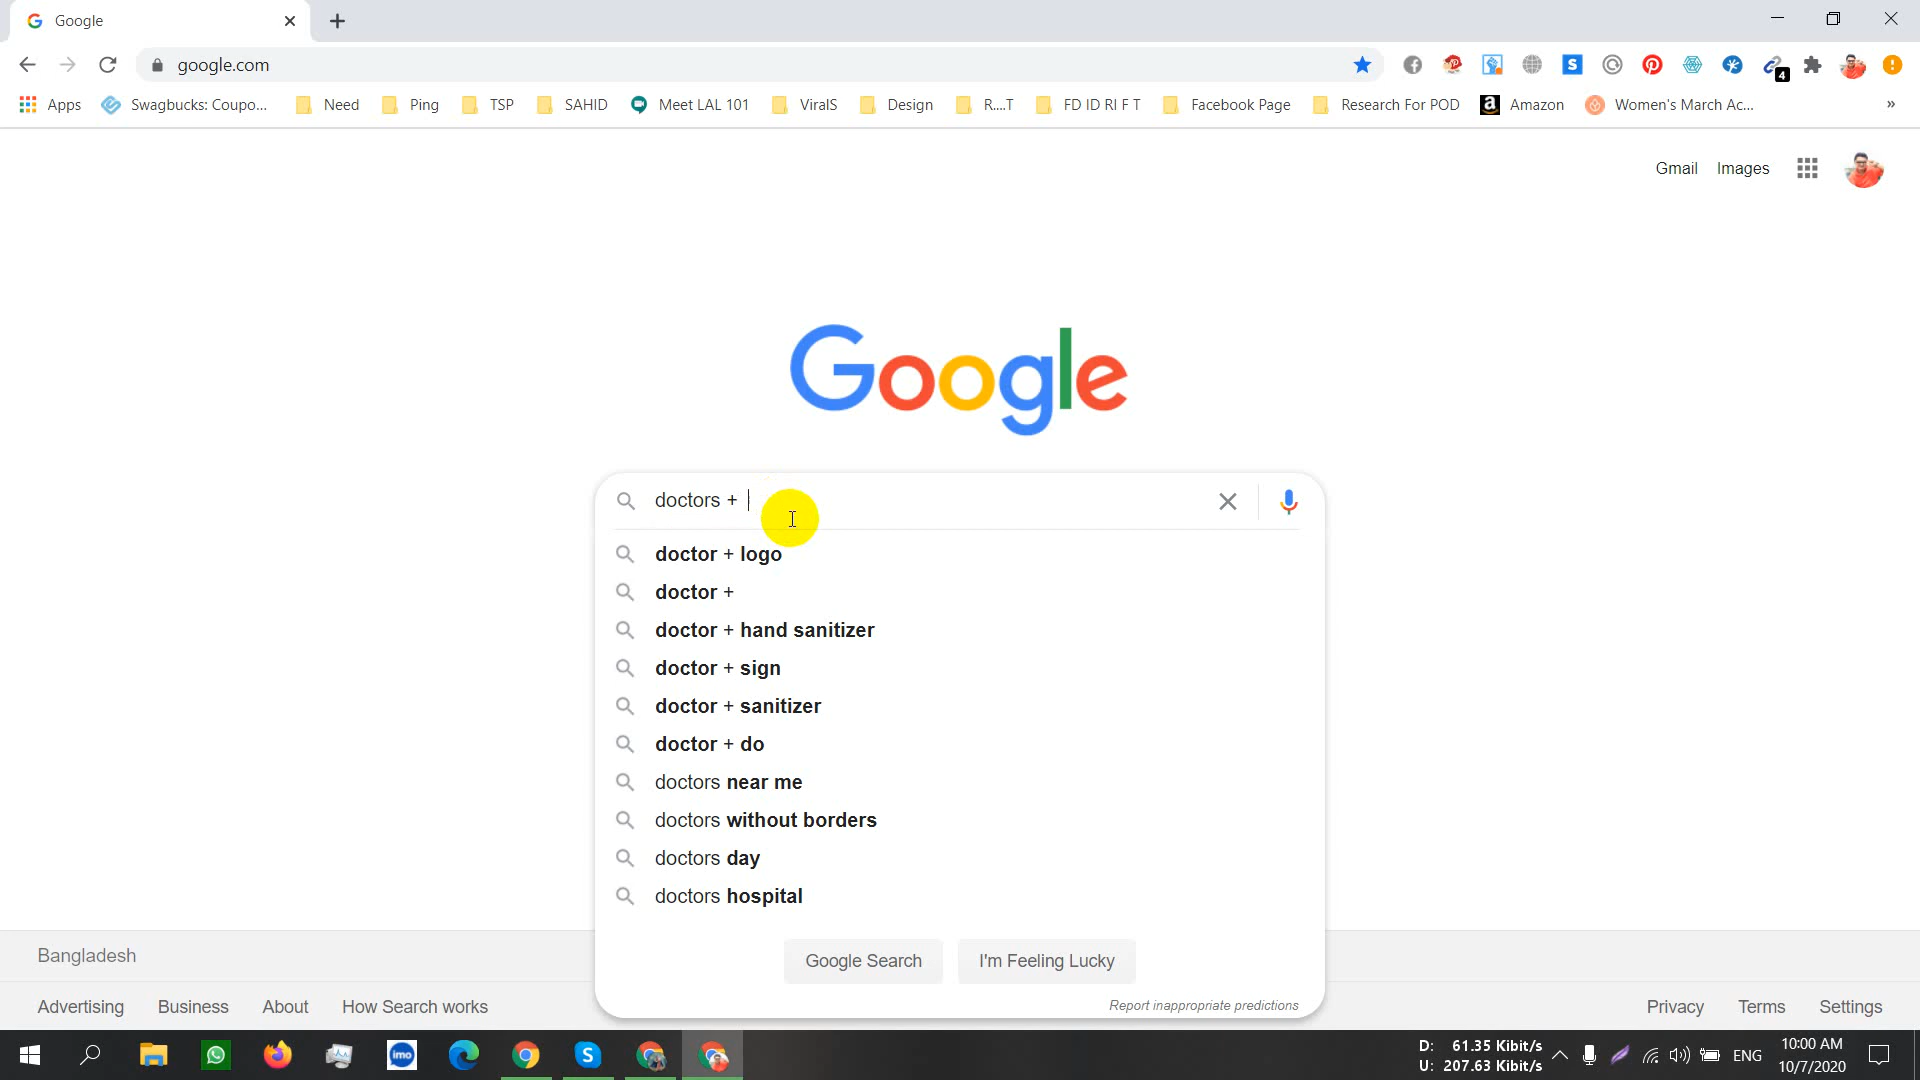 Google
google.com
4
Apps Swagbucks: Coupo... Need Ping TSP SAHID Meet LAL 101 ViralS Design R....T FD ID RI F T Facebook Page Research For POD Amazon Women's March Ac... »
Gmail Images
Google
doctors +
doctor + logo
doctor +
doctor + hand sanitizer
doctor + sign
doctor + sanitizer
doctor + do
doctors near me
doctors without borders
doctors day
doctors hospital
Google Search I'm Feeling Lucky
Report inappropriate predictions
Bangladesh
Advertising Business About How Search works Privacy Terms Settings
imo
D: 61.35 Kibit/s
U: 207.63 Kibit/s
ENG
10:00 AM
10/7/2020